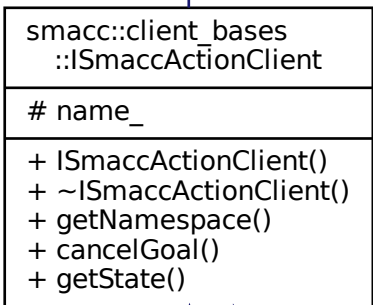 smacc::client_bases
::ISmaccActionClient
# name_
+ ISmaccActionClient()
+ ~ISmaccActionClient()
+ getNamespace()
+ cancelGoal()
+ getState()